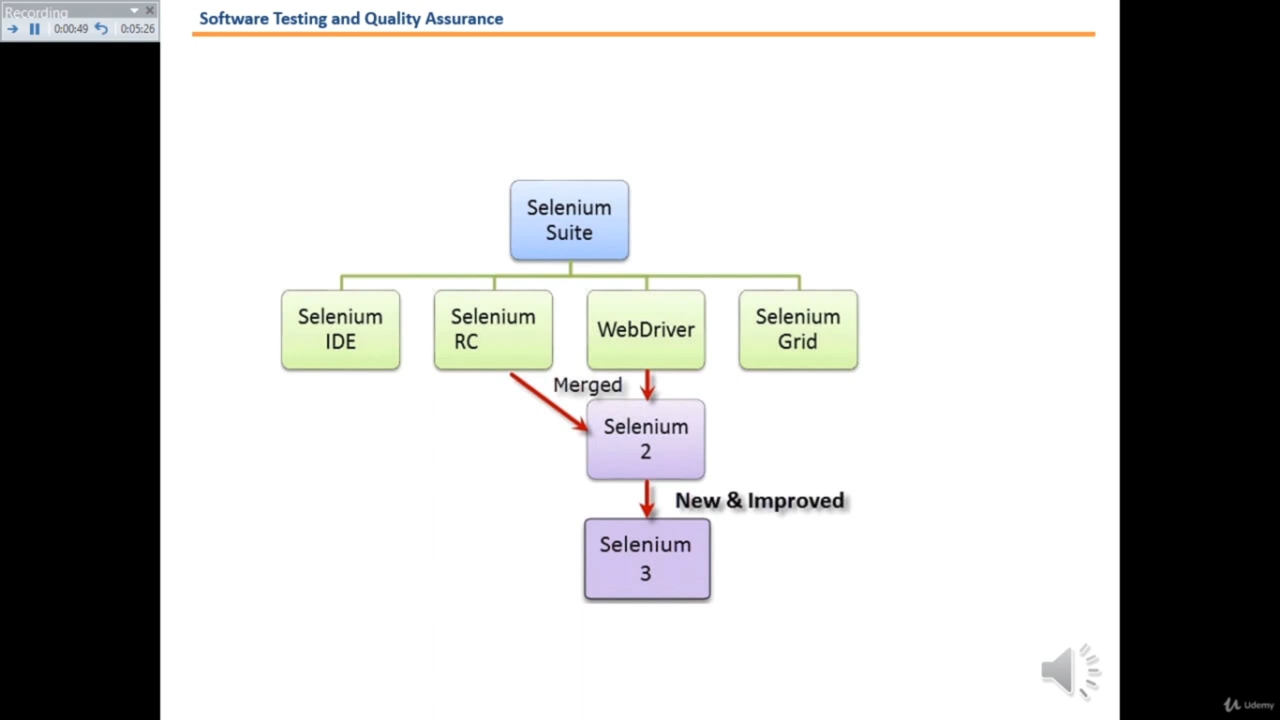 Recording
0:00:49 0:05:26
Software Testing and Quality Assurance
Selenium
Suite
Selenium
IDE
Selenium
RC
WebDriver
Selenium
Grid
Merged
Selenium
2
New & Improved
Selenium
3
Udemy